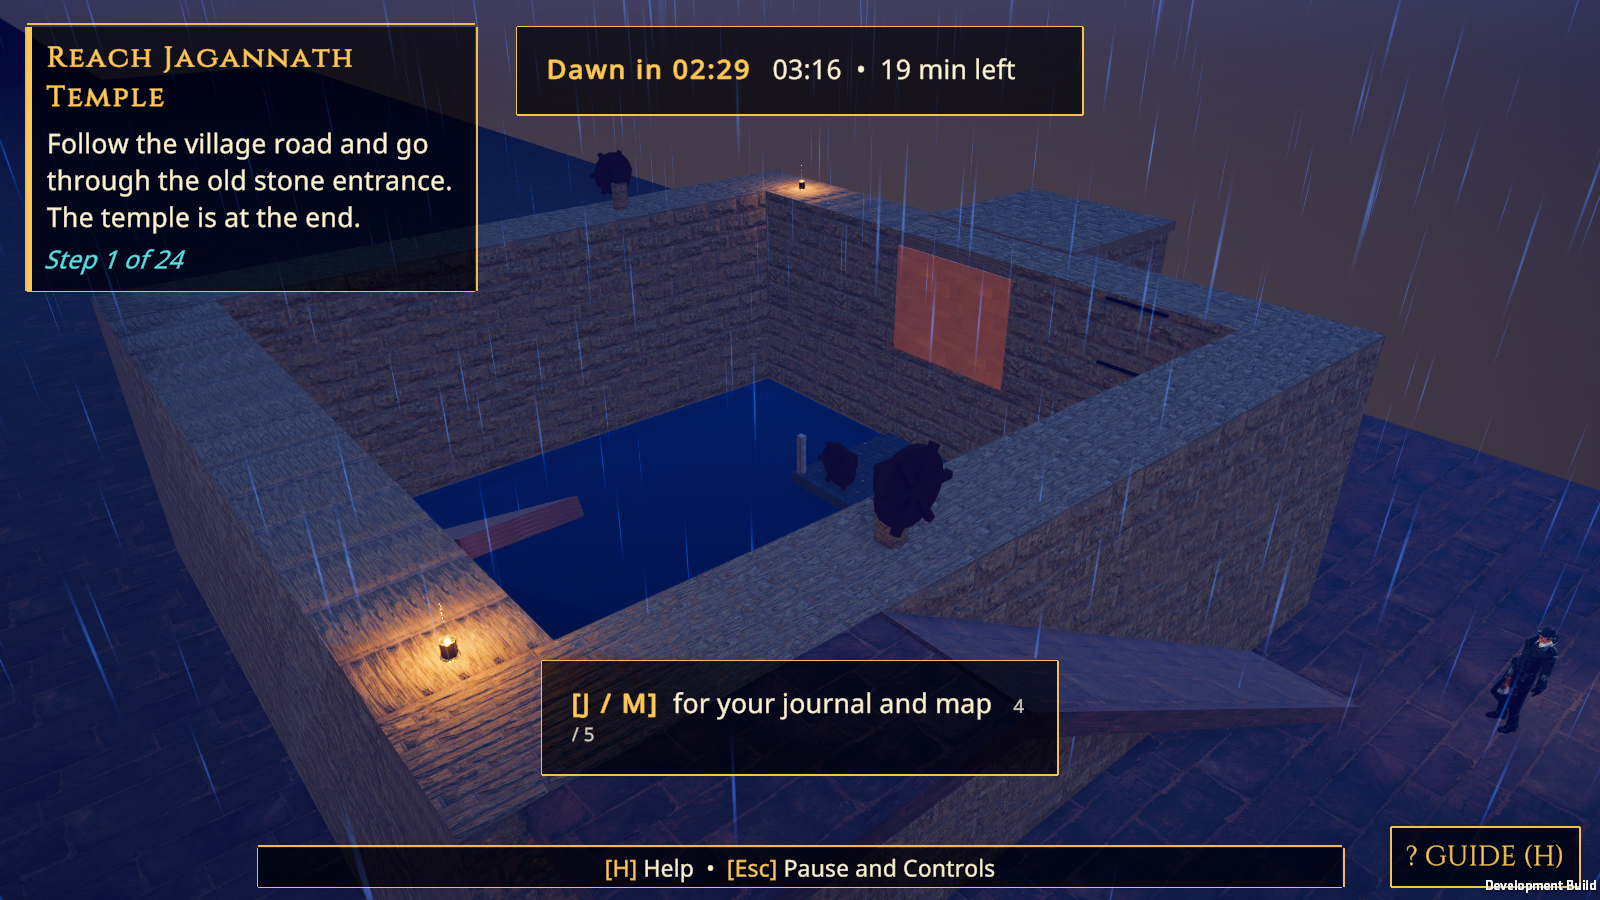 REACH JAGANNATH
TEMPLE
Follow the village road and go
through the old stone entrance.
The temple is at the end.
Step 1 of 24
Dawn in 02:29 03:16 • 19 min left
[J / M] for your journal and map 4
/ 5
[H] Help • [Esc] Pause and Controls
? GUIDE (H)
Development Build